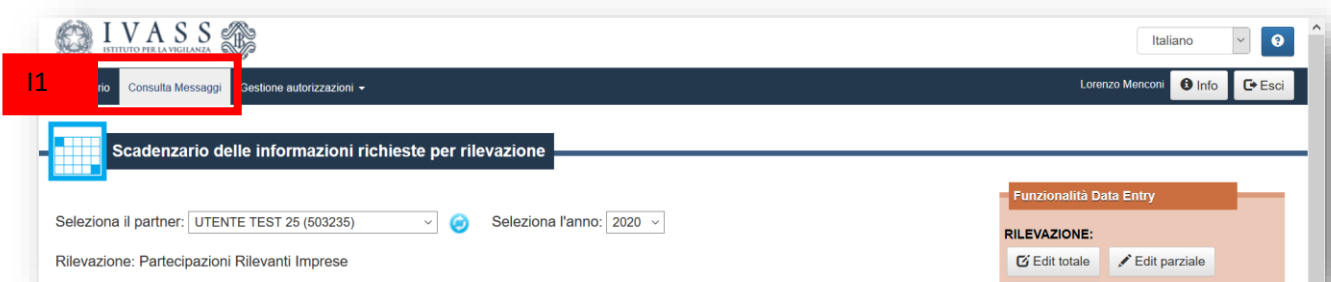 IVASS
ISTITUTO PER LA VIGILANZA
Italiano
I1
rio Consulta Messaggi Gestione autorizzazioni
Lorenzo Menconi Info Esci
Scadenzario delle informazioni richieste per rilevazione
Funzionalità Data Entry
Seleziona il partner: UTENTE TEST 25 (503235) Seleziona l'anno: 2020
RILEVAZIONE:
Rilevazione: Partecipazioni Rilevanti Imprese
Edit totale Edit parziale